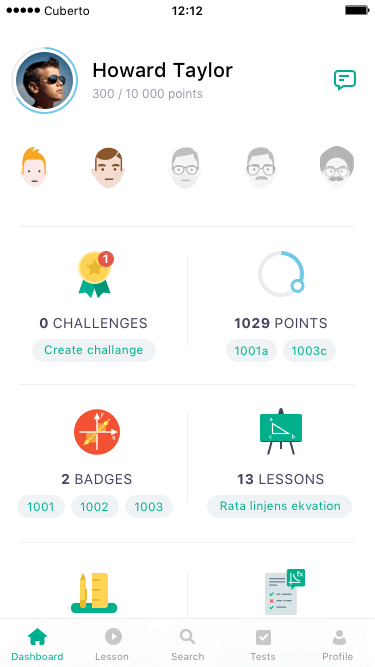 Cuberto 12:12
Howard Taylor
300 / 10 000 points
1
0 CHALLENGES
Create challange
1029 POINTS
1001a 1003c
y
x
2 BADGES
1001 1002 1003
a
c b
13 LESSONS
Rata linjens ekvation
fx
Dashboard Lesson Search Tests Profile